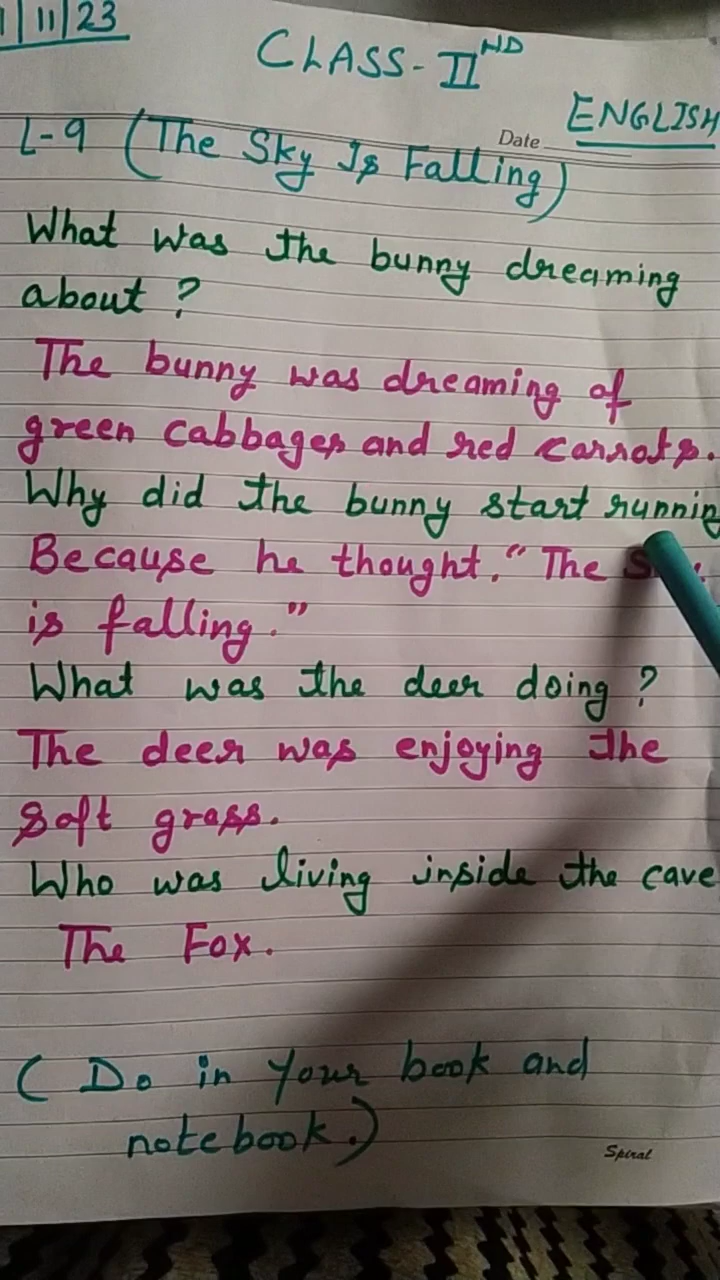 1/11/23
CLASS-IIND
ENGLISH
Date
L-9 (The Sky Is Falling)
What was the bunny dreaming
about ?
The bunny was dreaming of
green cabbages and red carrots.
Why did the bunny start runnin
Because he thought, "The
is falling."
What was the deer doing ?
The deer was enjoying the
soft grass.
Who was living inside the cave
The Fox.
( Do in your book and
notebook.)
Spiral